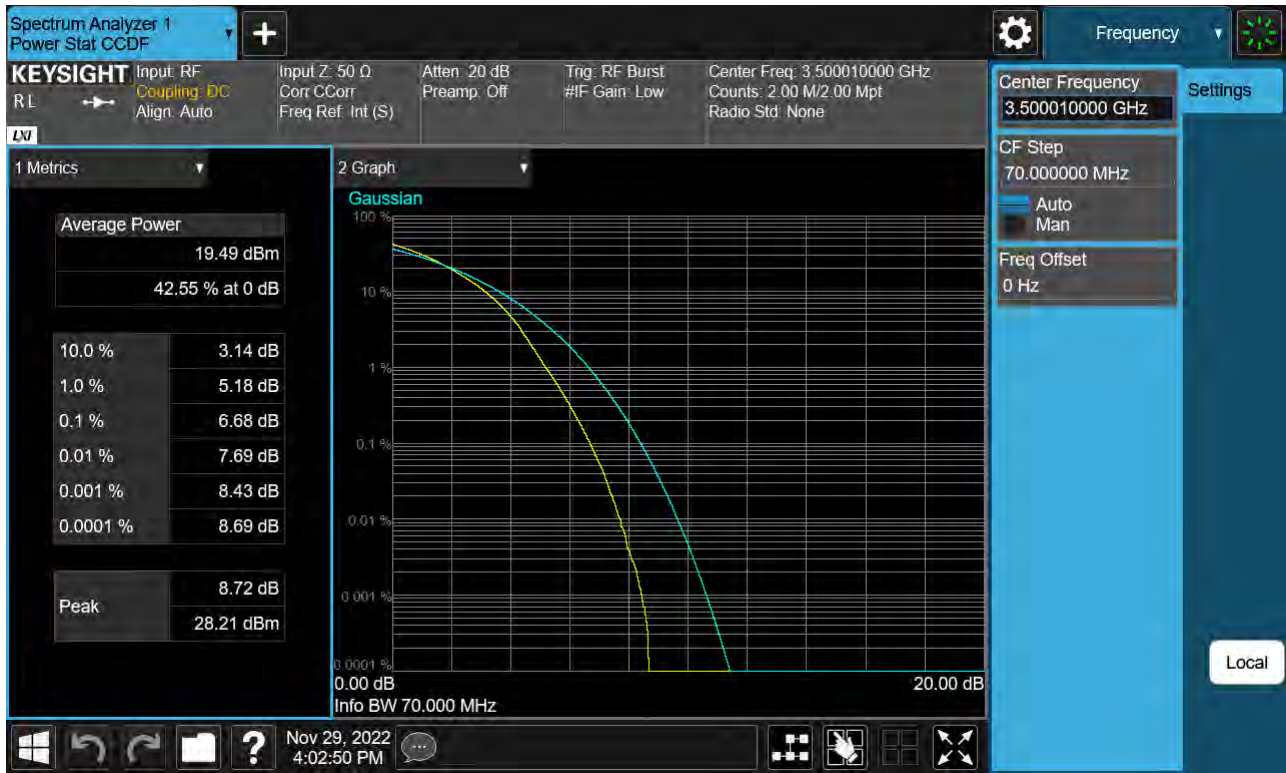 Spectrum Analyzer 1
Power Stat CCDF
Frequency
KEYSIGHT
RL
LXI
Input: RF
Coupling: DC
Align: Auto
Input Z: 50 Ω
Corr CCorr
Freq Ref: Int (S)
Atten: 20 dB
Preamp: Off
Trig: RF Burst
#IF Gain: Low
Center Freq: 3.500010000 GHz
Counts: 2.00 M/2.00 Mpt
Radio Std: None
Center Frequency
3.500010000 GHz
Settings
CF Step
70.000000 MHz
Auto
Man
Freq Offset
0 Hz
Local
1 Metrics
Average Power
19.49 dBm
42.55 % at 0 dB
10.0 % 3.14 dB
1.0 % 5.18 dB
0.1 % 6.68 dB
0.01 % 7.69 dB
0.001 % 8.43 dB
0.0001 % 8.69 dB
Peak
8.72 dB
28.21 dBm
2 Graph
Gaussian
100 %
10 %
1 %
0.1 %
0.01 %
0.001 %
0.0001 %
0.00 dB 20.00 dB
Info BW 70.000 MHz
Nov 29, 2022
4:02:50 PM